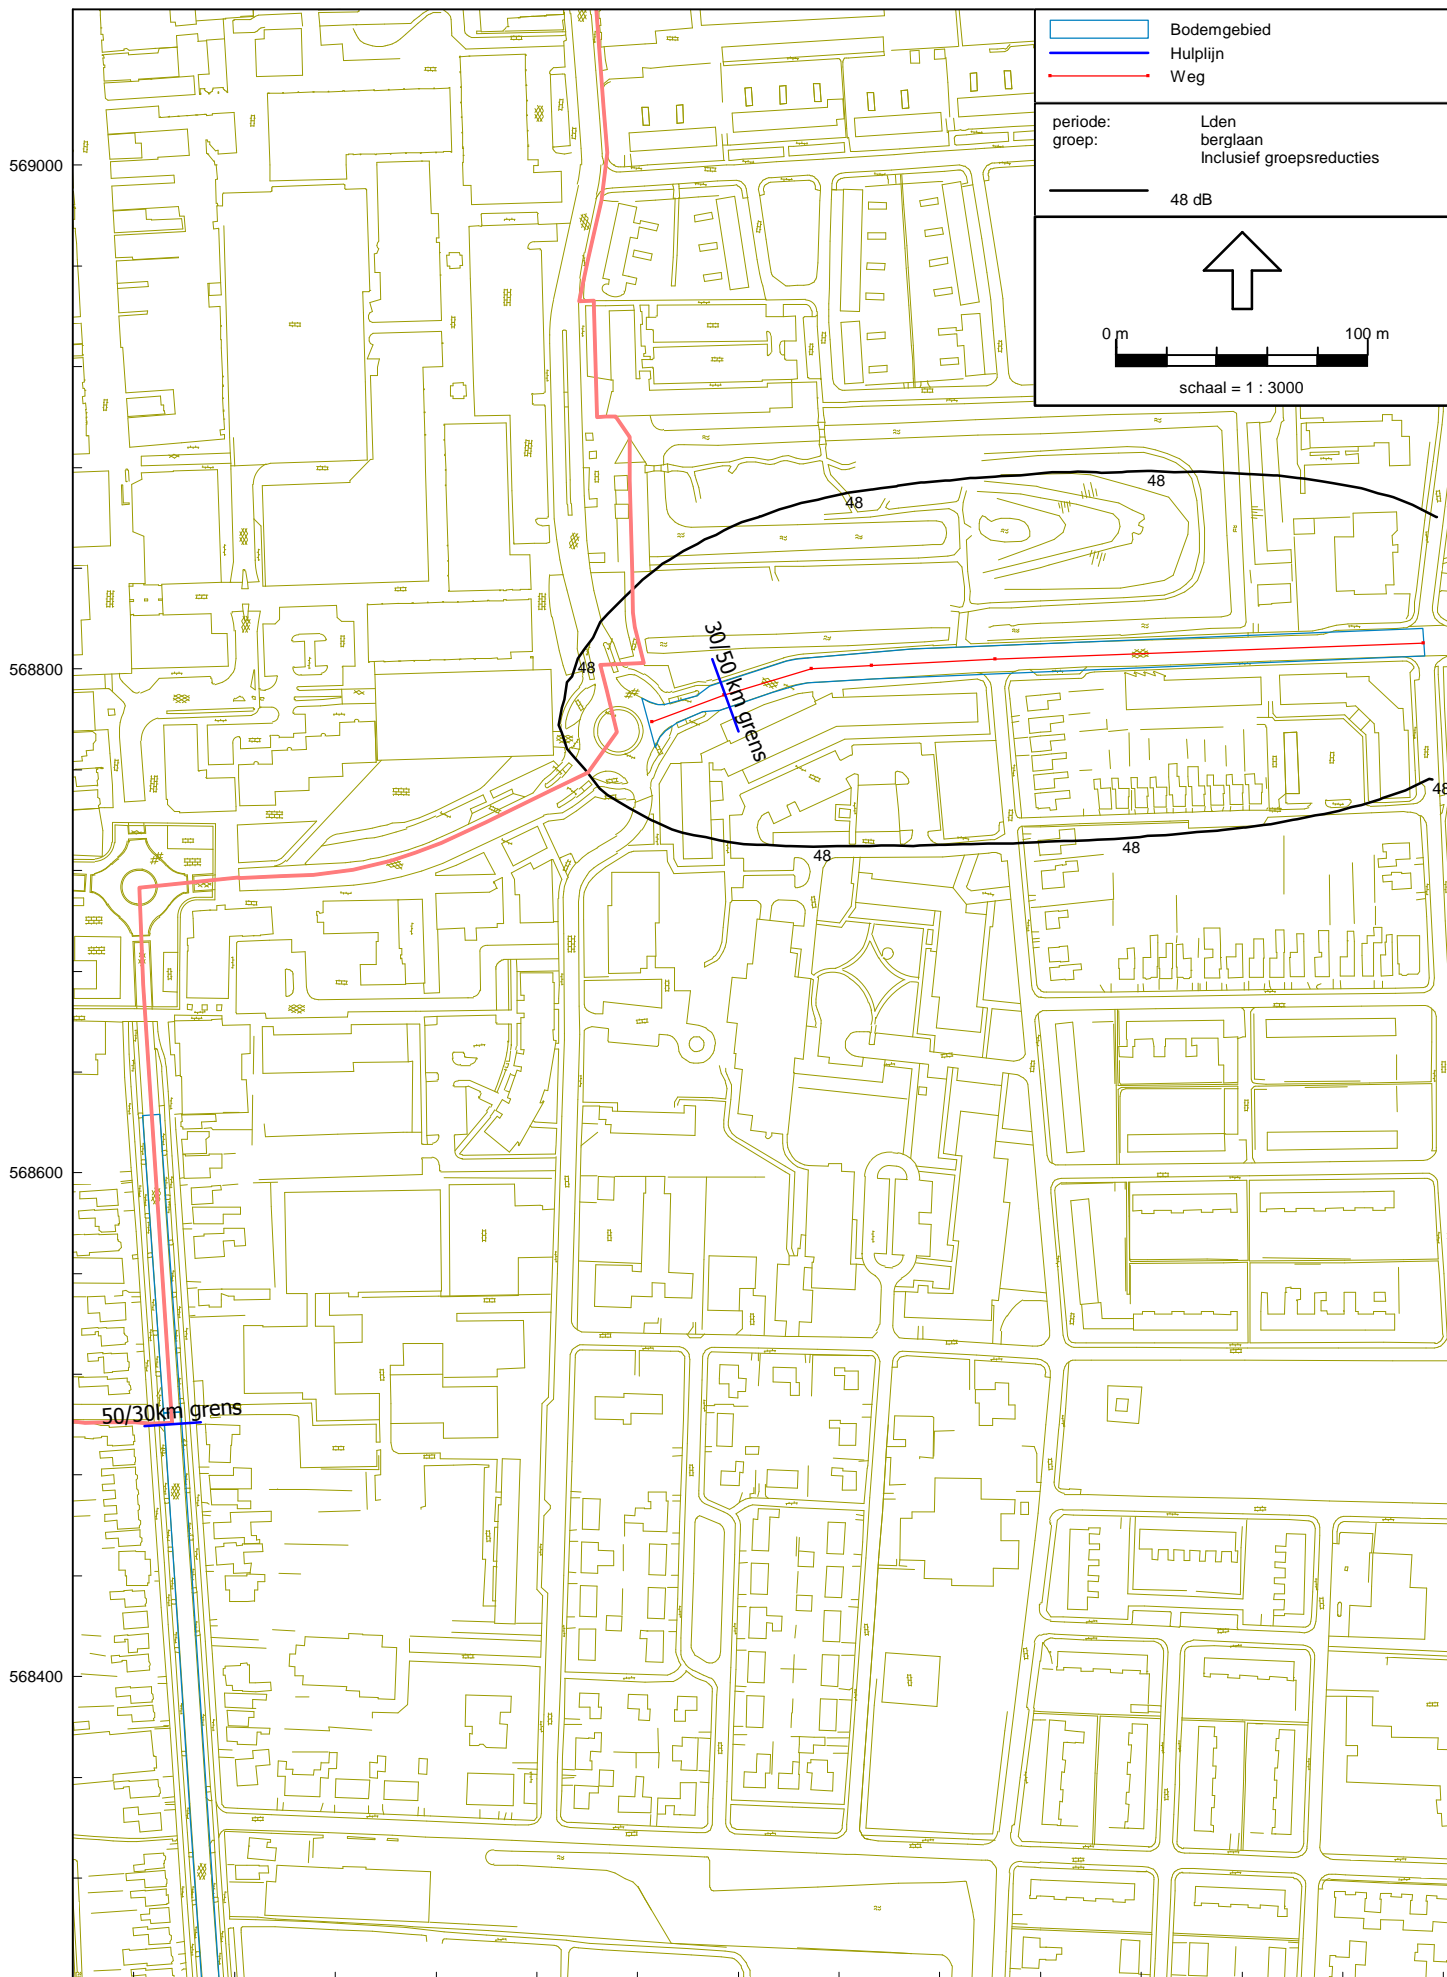 Bodemgebied
Hulplijn
Weg
periode: Lden
groep: berglaan
Inclusief groepsreducties
48 dB
0 m 100 m
schaal = 1 : 3000
569000
48
48
30/50 km grens
48
568800
48
48
48
568600
50/30km grens
568400